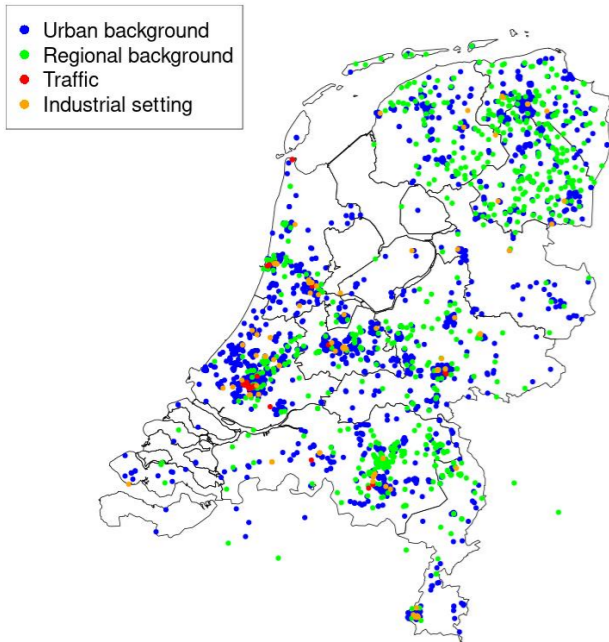 Urban background
Regional background
Traffic
Industrial setting